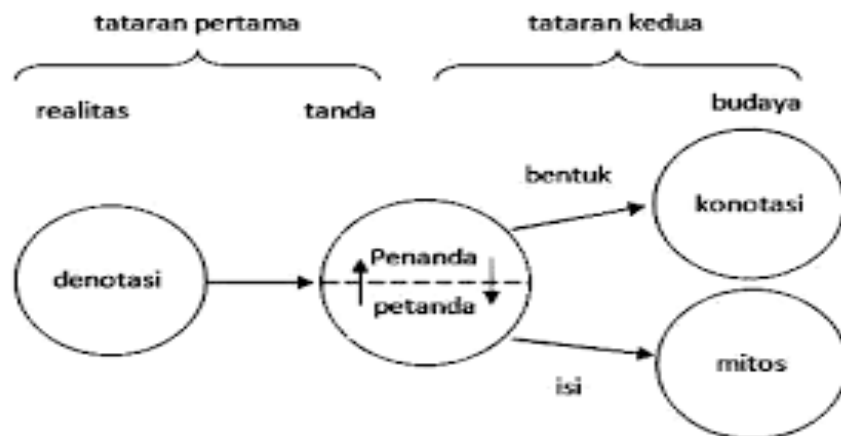 tataran pertama
tataran kedua
realitas
tanda
budaya
bentuk
konotasi
denotasi
Penanda
petanda
isi
mitos